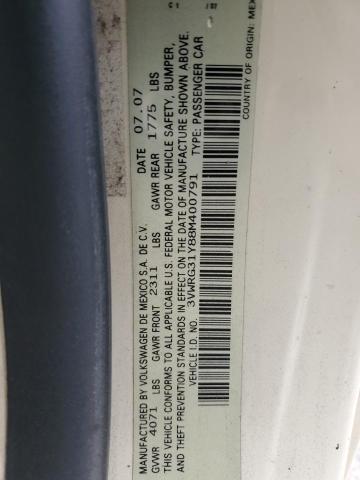 MANUFACTURED BY VOLKSWAGEN DE MEXICO S.A. DE C.V. DATE 07.07
GVWR 4071 LBS GAWR FRONT 2311 LBS GAWR REAR 1775 LBS
THIS VEHICLE CONFORMS TO ALL APPLICABLE U.S. FEDERAL MOTOR VEHICLE SAFETY, BUMPER,
AND THEFT PREVENTION STANDARDS IN EFFECT ON THE DATE OF MANUFACTURE SHOWN ABOVE.
VEHICLE I.D. NO. 3VWRG31Y88M400791 TYPE: PASSENGER CAR
COUNTRY OF ORIGIN: